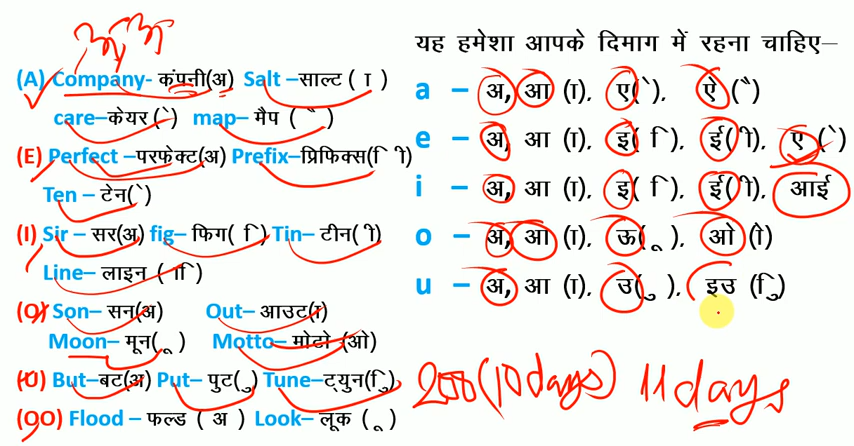 अ अ
(A) Company- कंपनी(अ) Salt –साल्ट ( ा )
care–केयर (े) map– मैप ( ै )
(E) Perfect –परफेक्ट(अ) Prefix–प्रिफिक्स(ि ी)
Ten – टेन(े)
(I) Sir – सर(अ) fig– फिग( ि ) Tin– टीन( ी)
Line– लाइन ( ाि)
(O) Son– सन(अ) Out– आउट(ा)
Moon– मून(ू) Motto– मोटो (ओ)
(U) But–बट(अ) Put– पुट(ु) Tune–ट्युन(िु)
(OO) Flood – फल्ड ( अ ) Look– लूक ( ू )
यह हमेशा आपके दिमाग में रहना चाहिए–
a – अ, आ (ा), ए(े), ऐ (ै)
e – अ, आ (ा), इ( ि ), ई( ी), ए (े)
i – अ, आ (ा), इ( ि ), ई( ी), आई
o – अ, आ (ा), ऊ(ू), ओ (ो)
u – अ, आ (ा), उ(ु), इउ (िु)
200 (10 days) 11 days